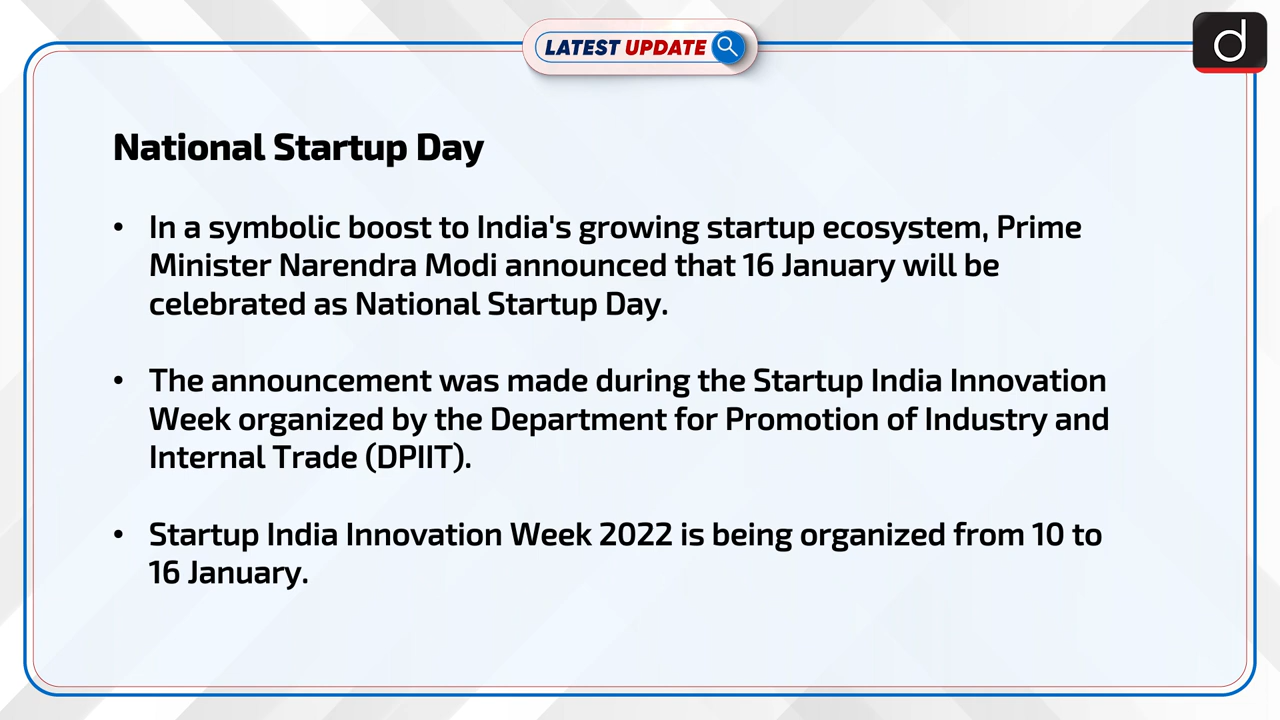 LATEST UPDATE
d
National Startup Day
• In a symbolic boost to India's growing startup ecosystem, Prime
Minister Narendra Modi announced that 16 January will be
celebrated as National Startup Day.
• The announcement was made during the Startup India Innovation
Week organized by the Department for Promotion of Industry and
Internal Trade (DPIIT).
• Startup India Innovation Week 2022 is being organized from 10 to
16 January.